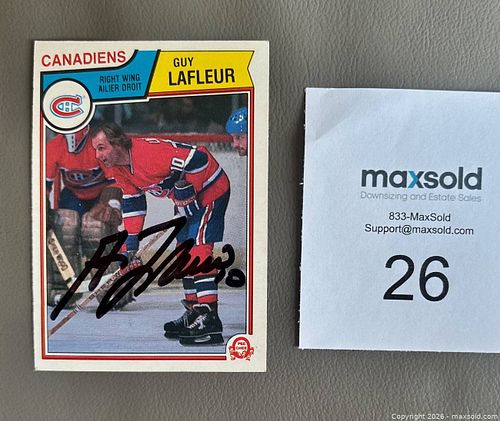 CANADIENS
GUY
LAFLEUR
RIGHT WING
AILIER DROIT
10
maxsold
Downsizing and Estate Sales
833-MaxSold
Support@maxsold.com
26
Copyright 2026 - maxsold.com